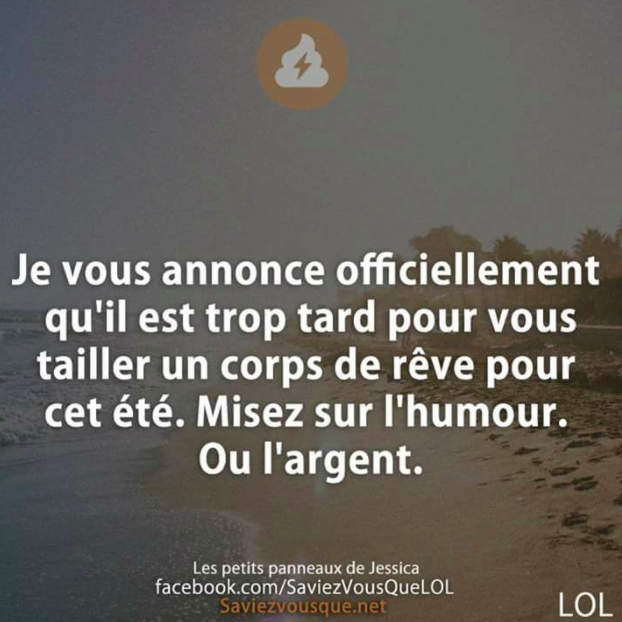 Je vous annonce officiellement
qu'il est trop tard pour vous
tailler un corps de rêve pour
cet été. Misez sur l'humour.
Ou l'argent.
Les petits panneaux de Jessica
facebook.com/SaviezVousQueLOL
Saviezvousque.net
LOL